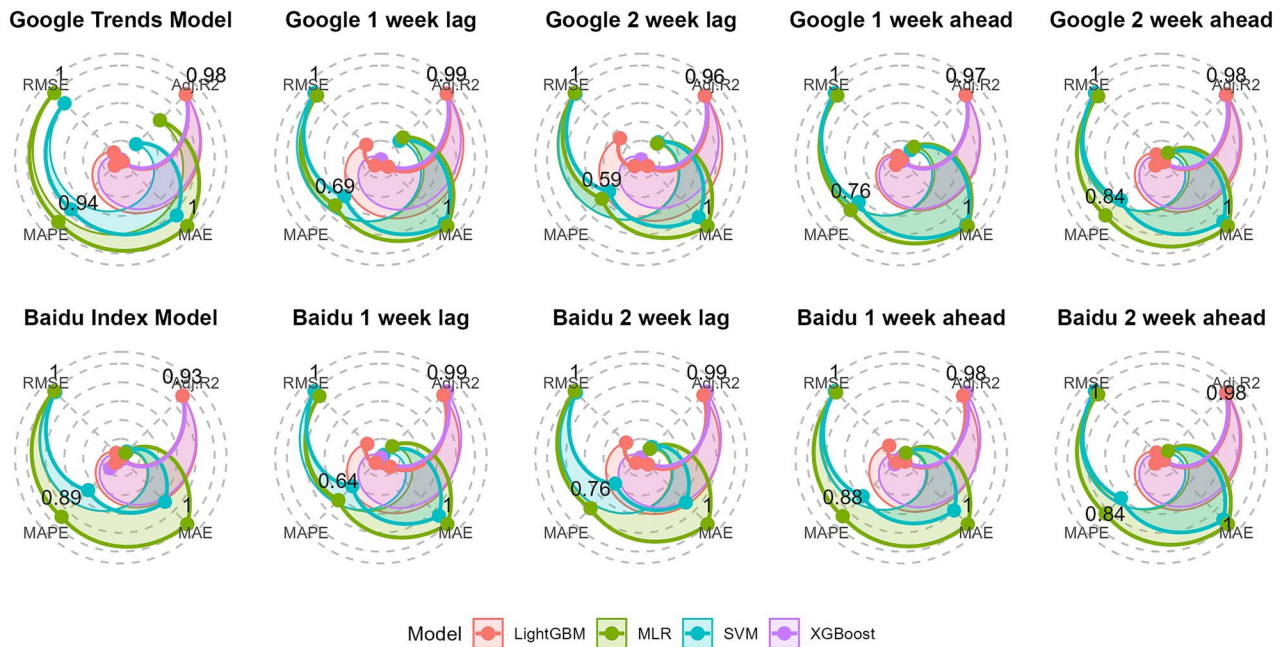 Google Trends Model
Google 1 week lag
Google 2 week lag
Google 1 week ahead
Google 2 week ahead
1
RMSE
0.98
Adj.R2
0.94
MAPE
1
MAE
1
RMSE
0.99
Adj.R2
0.69
MAPE
1
MAE
1
RMSE
0.96
Adj.R2
0.59
MAPE
1
MAE
1
RMSE
0.97
Adj.R2
0.76
MAPE
1
MAE
1
RMSE
0.98
Adj.R2
0.84
MAPE
1
MAE
Baidu Index Model
Baidu 1 week lag
Baidu 2 week lag
Baidu 1 week ahead
Baidu 2 week ahead
1
RMSE
0.93
Adj.R2
0.89
MAPE
1
MAE
1
RMSE
0.99
Adj.R2
0.64
MAPE
1
MAE
1
RMSE
0.99
Adj.R2
0.76
MAPE
1
MAE
1
RMSE
0.98
Adj.R2
0.88
MAPE
1
MAE
RMSE
1
Adj.R2
0.98
0.84
MAPE
1
MAE
Model LightGBM MLR SVM XGBoost